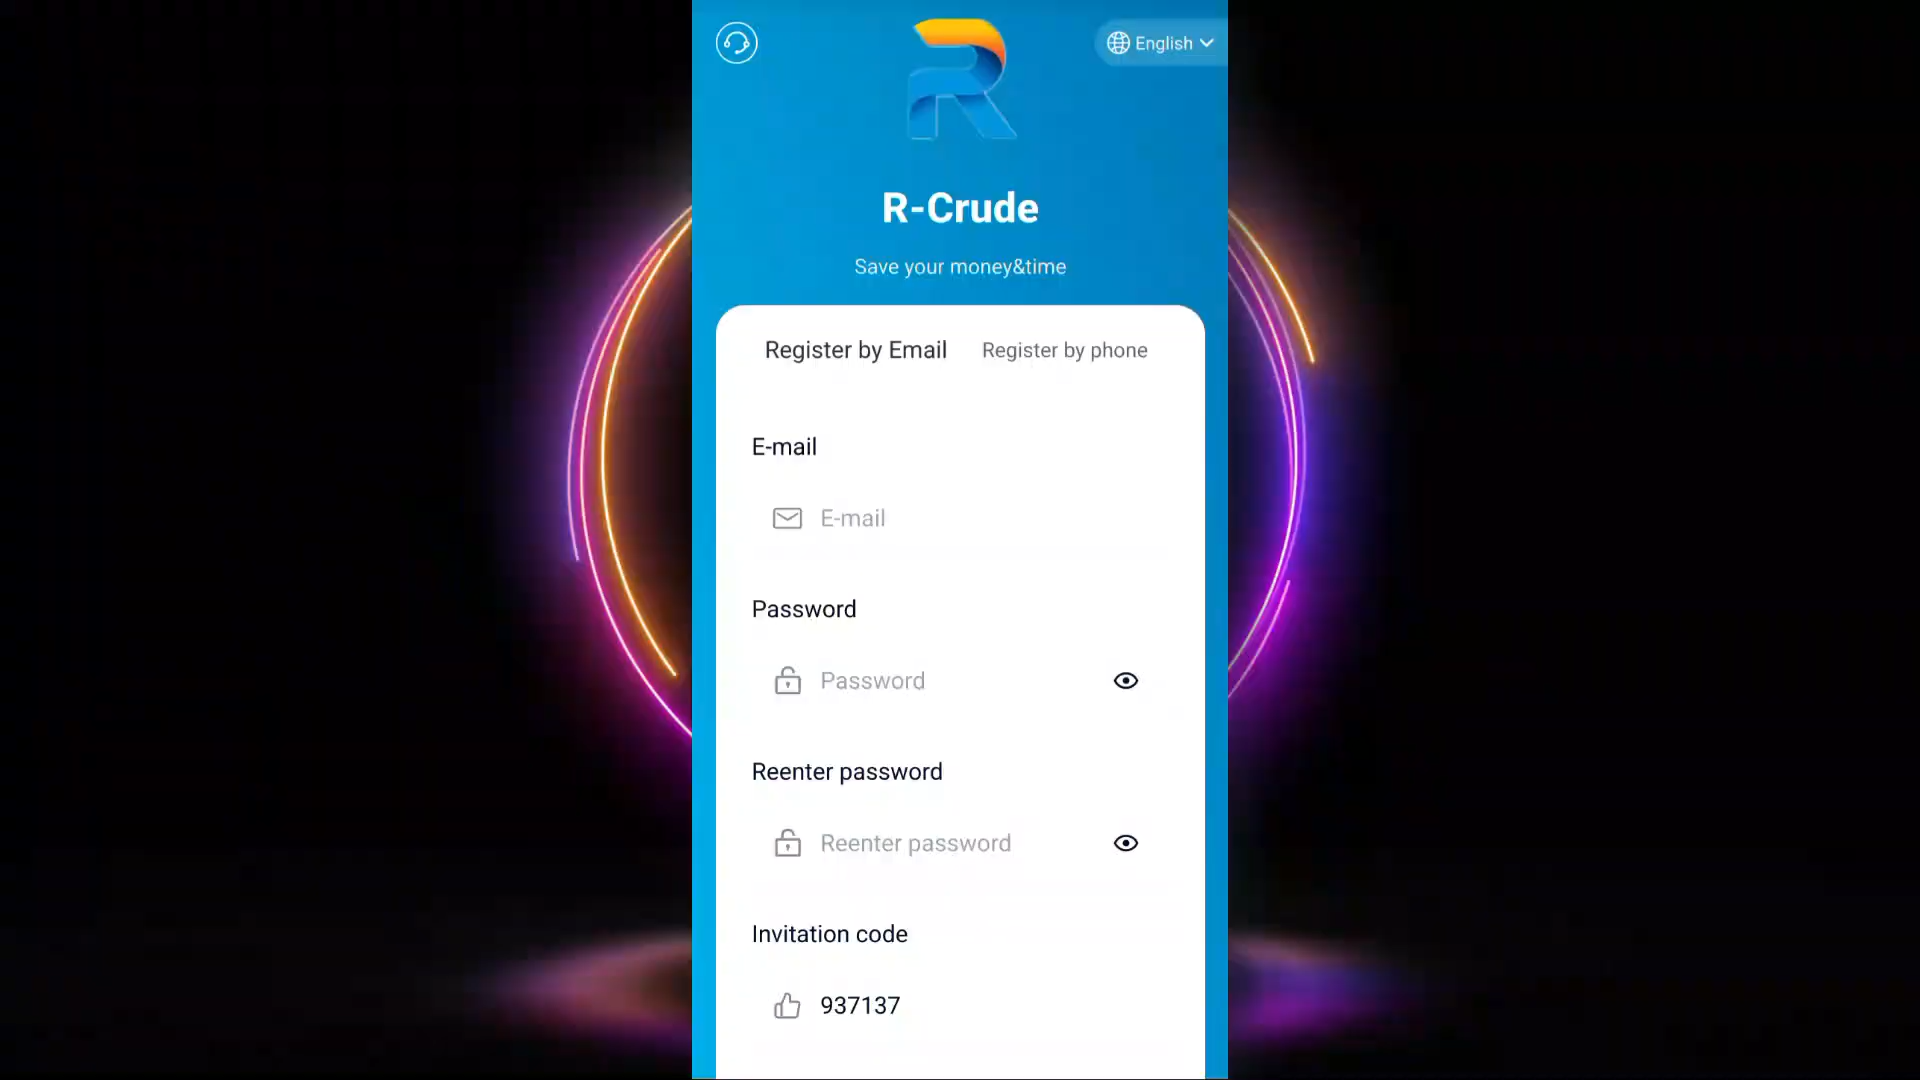 English
R-Crude
Save your money&time
Register by Email Register by phone
E-mail
E-mail
Password
Password
Reenter password
Reenter password
Invitation code
937137